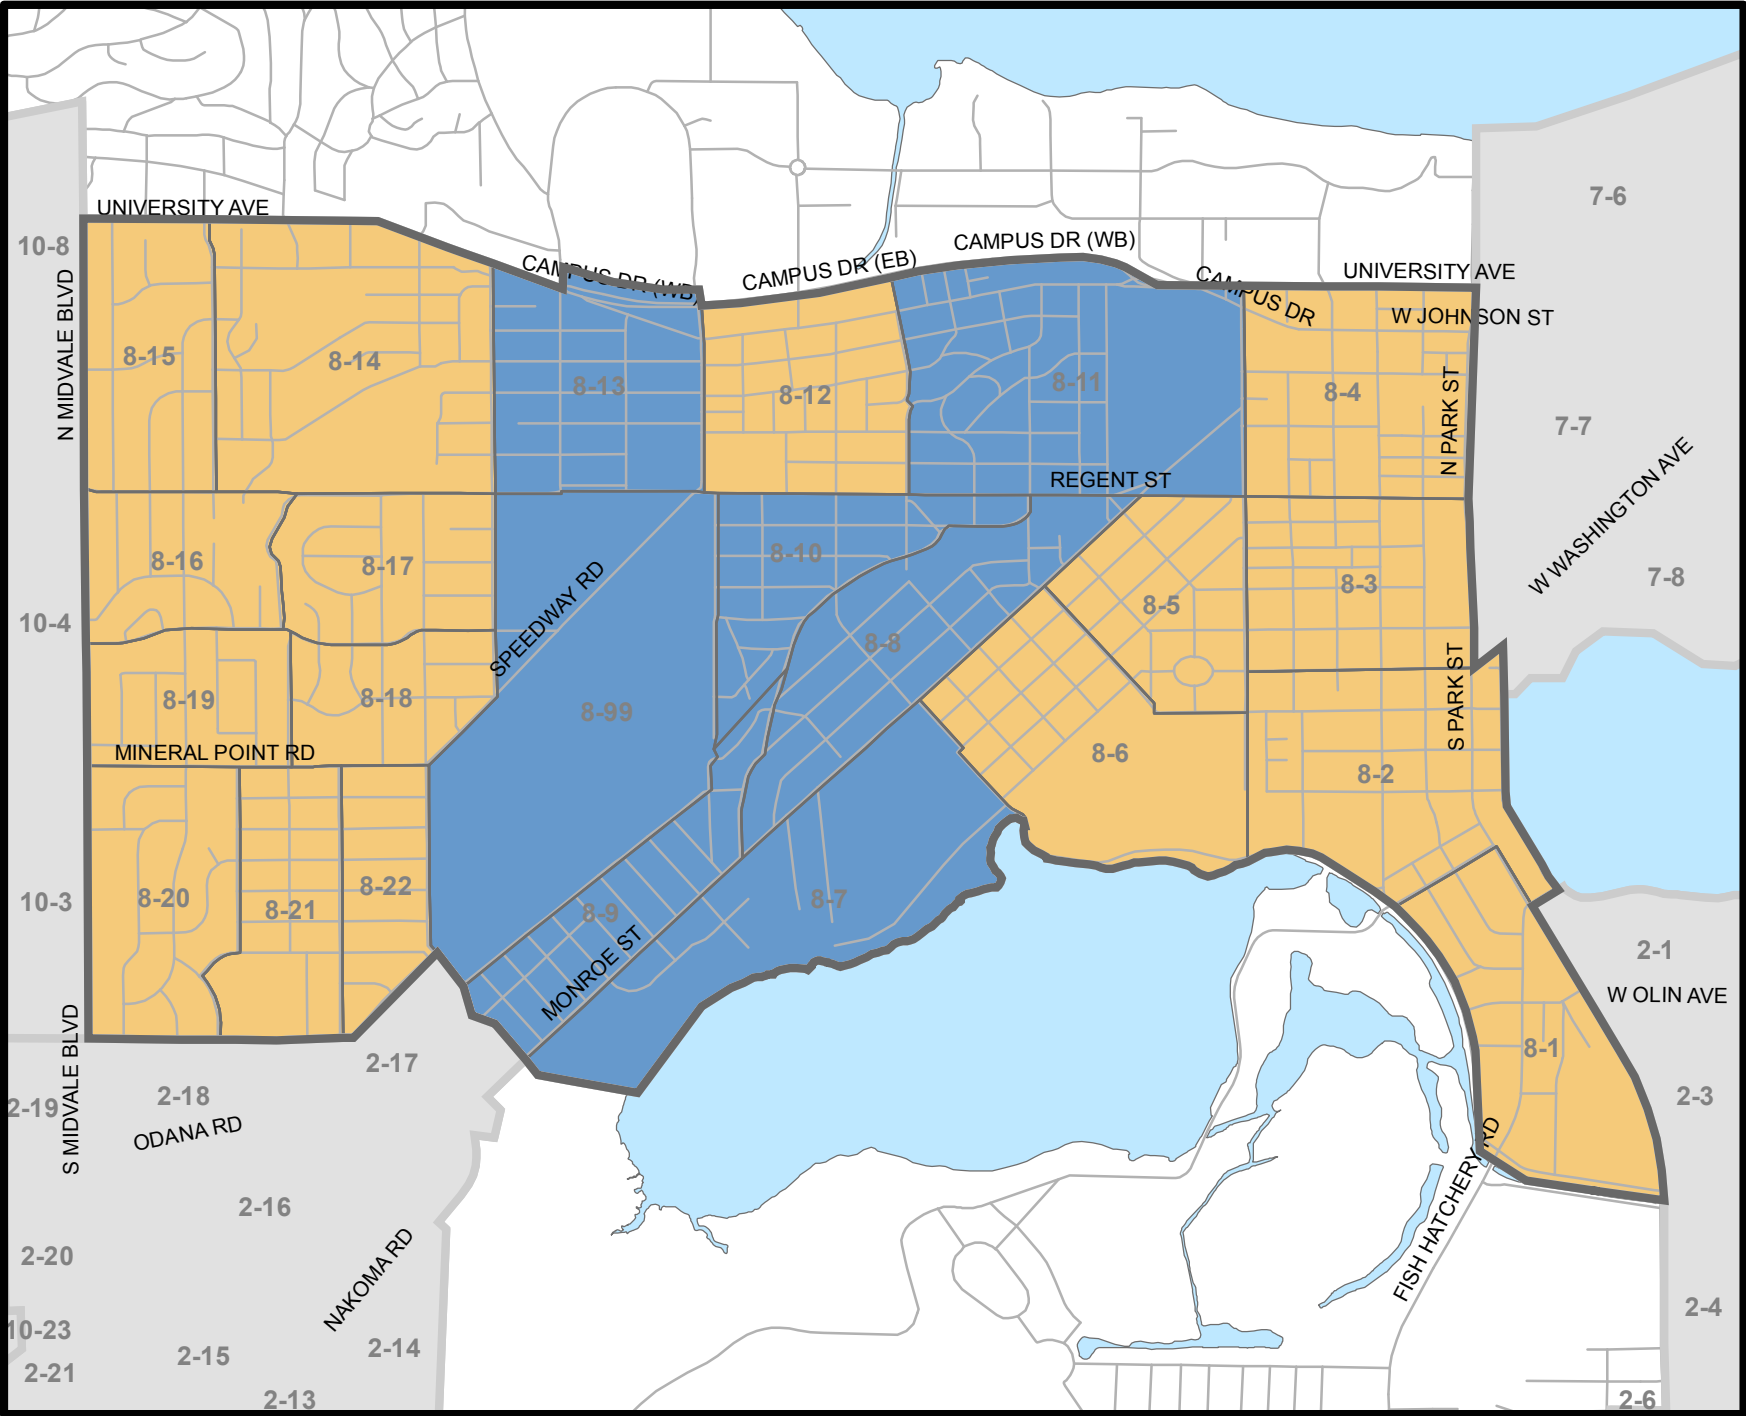 7-6
UNIVERSITY AVE
10-8
CAMPUS DR (WB)
CAMPUS DR (WB)
CAMPUS DR (EB)
CAMPUS DR
UNIVERSITY AVE
W JOHNSON ST
N MIDVALE BLVD
8-15
8-14
8-13
8-12
8-11
8-4
N PARK ST
7-7
REGENT ST
W WASHINGTON AVE
8-16
8-17
8-10
8-5
8-3
7-8
10-4
SPEEDWAY RD
8-8
8-19
8-18
8-99
S PARK ST
MINERAL POINT RD
8-6
8-2
8-20
8-21
8-22
8-9
8-7
10-3
MONROE ST
2-1
W OLIN AVE
S MIDVALE BLVD
2-17
8-1
2-18
2-19
ODANA RD
2-3
2-16
FISH HATCHERY RD
2-20
NAKOMA RD
2-4
10-23
2-15
2-14
2-21
2-13
2-6